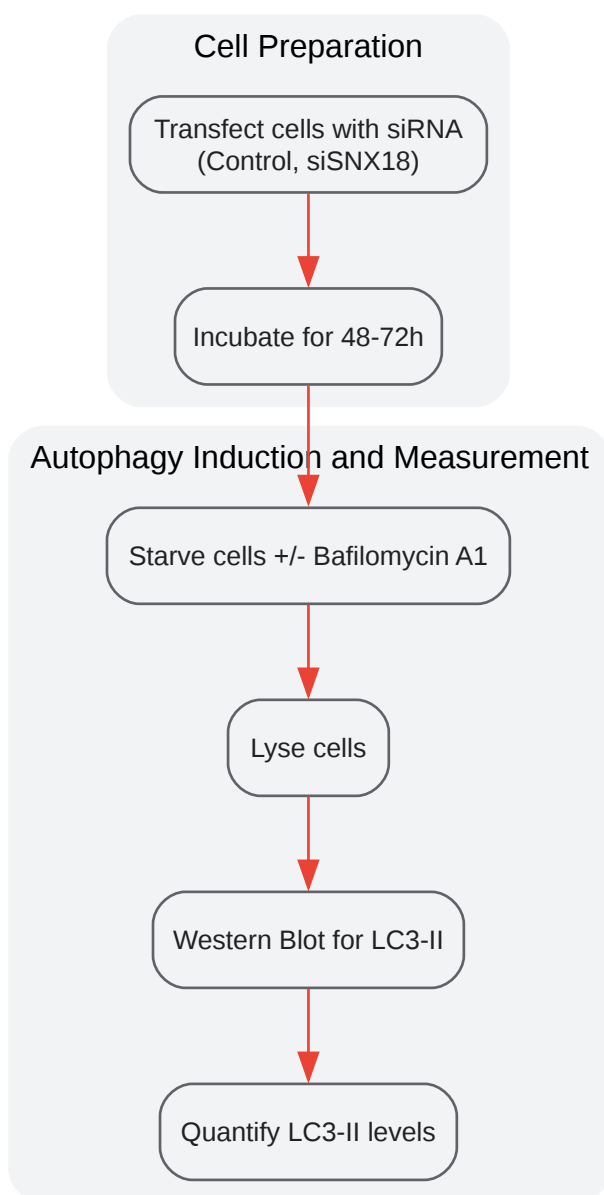 Cell Preparation
Transfect cells with siRNA
(Control, siSNX18)
Incubate for 48-72h
Autophagy Induction and Measurement
Starve cells +/- Bafilomycin A1
Lyse cells
Western Blot for LC3-II
Quantify LC3-II levels